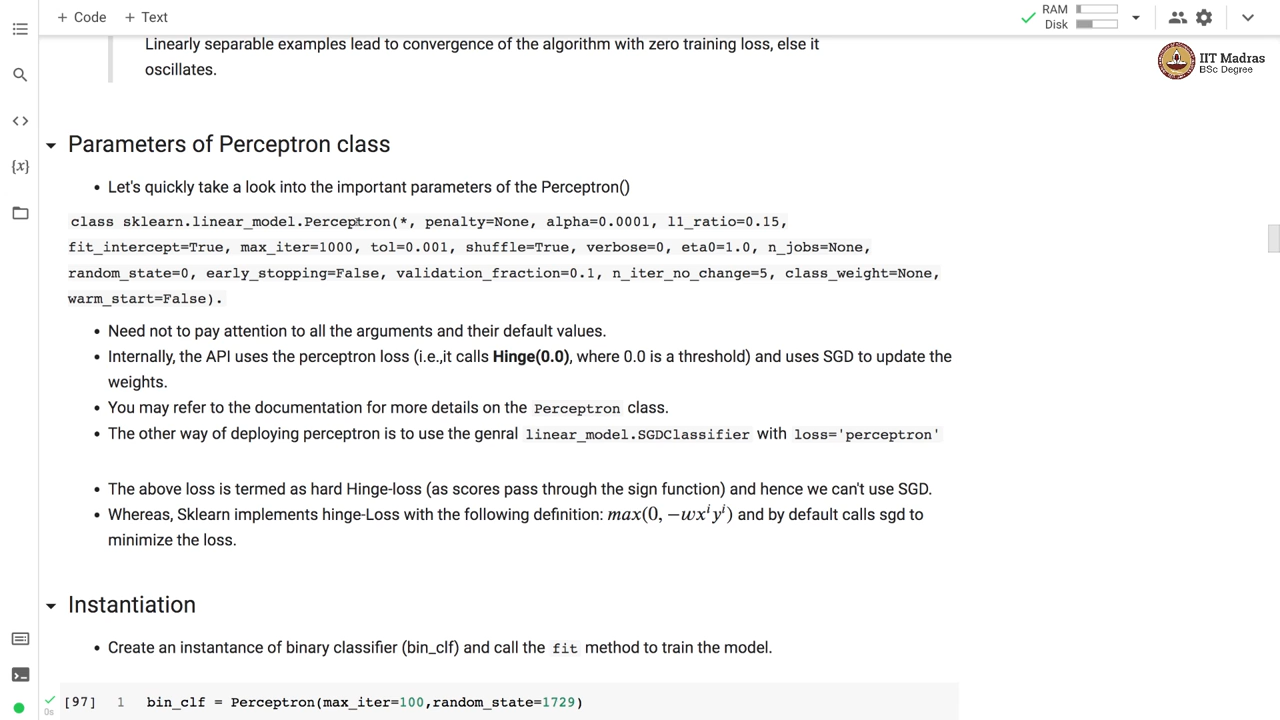 + Code + Text
RAM
Disk
Linearly separable examples lead to convergence of the algorithm with zero training loss, else it
oscillates.
IIT Madras
BSc Degree
Parameters of Perceptron class
• Let's quickly take a look into the important parameters of the Perceptron()
class sklearn.linear_model.Perceptron(*, penalty=None, alpha=0.0001, l1_ratio=0.15,
fit_intercept=True, max_iter=1000, tol=0.001, shuffle=True, verbose=0, eta0=1.0, n_jobs=None,
random_state=0, early_stopping=False, validation_fraction=0.1, n_iter_no_change=5, class_weight=None,
warm_start=False).
• Need not to pay attention to all the arguments and their default values.
• Internally, the API uses the perceptron loss (i.e.,it calls Hinge(0.0), where 0.0 is a threshold) and uses SGD to update the
weights.
• You may refer to the documentation for more details on the Perceptron class.
• The other way of deploying perceptron is to use the genral linear_model.SGDClassifier with loss='perceptron'
• The above loss is termed as hard Hinge-loss (as scores pass through the sign function) and hence we can't use SGD.
• Whereas, Sklearn implements hinge-Loss with the following definition: max(0, −wxⁱyⁱ) and by default calls sgd to
minimize the loss.
Instantiation
• Create an instance of binary classifier (bin_clf) and call the fit method to train the model.
[97] 1 bin_clf = Perceptron(max_iter=100,random_state=1729)
0s
{x}